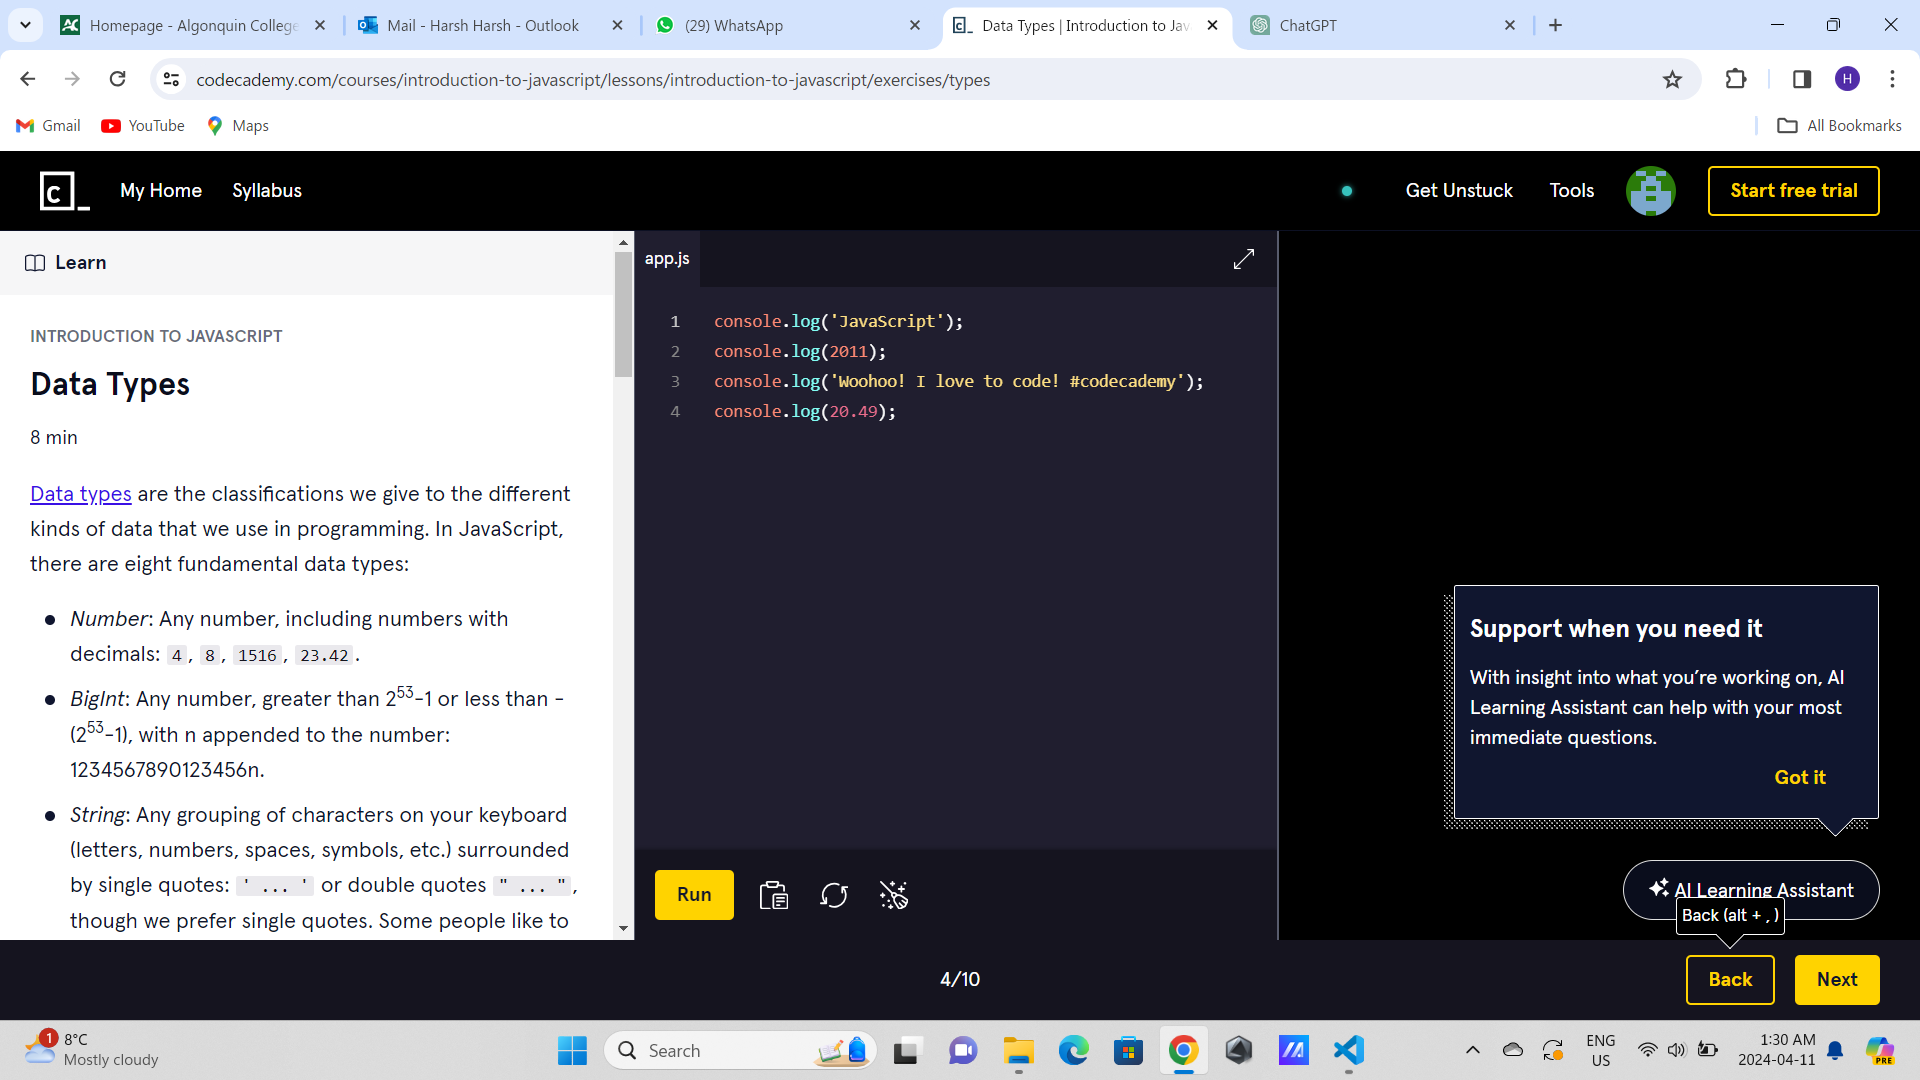 Homepage - Algonquin College
Mail - Harsh Harsh - Outlook
(29) WhatsApp
Data Types | Introduction to Jav
ChatGPT
codecademy.com/courses/introduction-to-javascript/lessons/introduction-to-javascript/exercises/types
H
Gmail
YouTube
Maps
All Bookmarks
c_
My Home
Syllabus
Get Unstuck
Tools
Start free trial
Learn
INTRODUCTION TO JAVASCRIPT
Data Types
8 min
Data types are the classifications we give to the different
kinds of data that we use in programming. In JavaScript,
there are eight fundamental data types:
Number: Any number, including numbers with
decimals: 4, 8, 1516, 23.42.
BigInt: Any number, greater than 2⁵³-1 or less than -
(2⁵³-1), with n appended to the number:
1234567890123456n.
String: Any grouping of characters on your keyboard
(letters, numbers, spaces, symbols, etc.) surrounded
by single quotes: ' ... ' or double quotes " ... ",
though we prefer single quotes. Some people like to
app.js
1 console.log('JavaScript');
2 console.log(2011);
3 console.log('Woohoo! I love to code! #codecademy');
4 console.log(20.49);
Run
Support when you need it
With insight into what you're working on, AI
Learning Assistant can help with your most
immediate questions.
Got it
AI Learning Assistant
Back (alt + , )
4/10
Back
Next
1
8°C
Mostly cloudy
Search
ENG
US
1:30 AM
2024-04-11
PRE